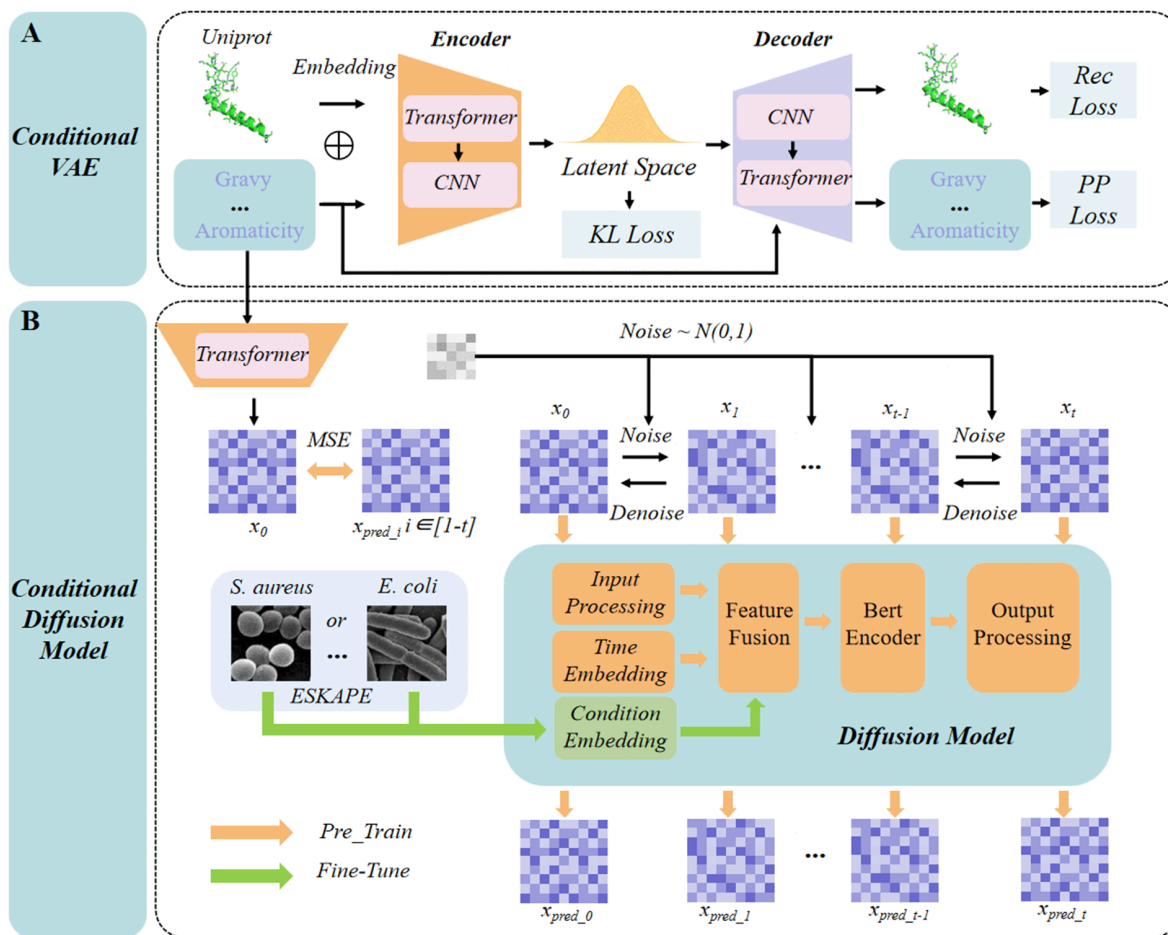 A
Conditional
VAE
Uniprot
Embedding
Gravy
...
Aromaticity
Encoder
Transformer
CNN
Latent Space
KL Loss
Decoder
CNN
Transformer
Gravy
...
Aromaticity
Rec
Loss
PP
Loss
B
Conditional
Diffusion
Model
Transformer
Noise ~ N(0,1)
MSE
x0
xpred_i i ∈[1-t]
x0
x1
xt-1
xt
Noise
Denoise
...
Noise
Denoise
S. aureus
or
...
E. coli
ESKAPE
Input
Processing
Time
Embedding
Condition
Embedding
Feature
Fusion
Bert
Encoder
Output
Processing
Diffusion Model
Pre_Train
Fine-Tune
...
xpred_0
xpred_1
xpred_t-1
xpred_t